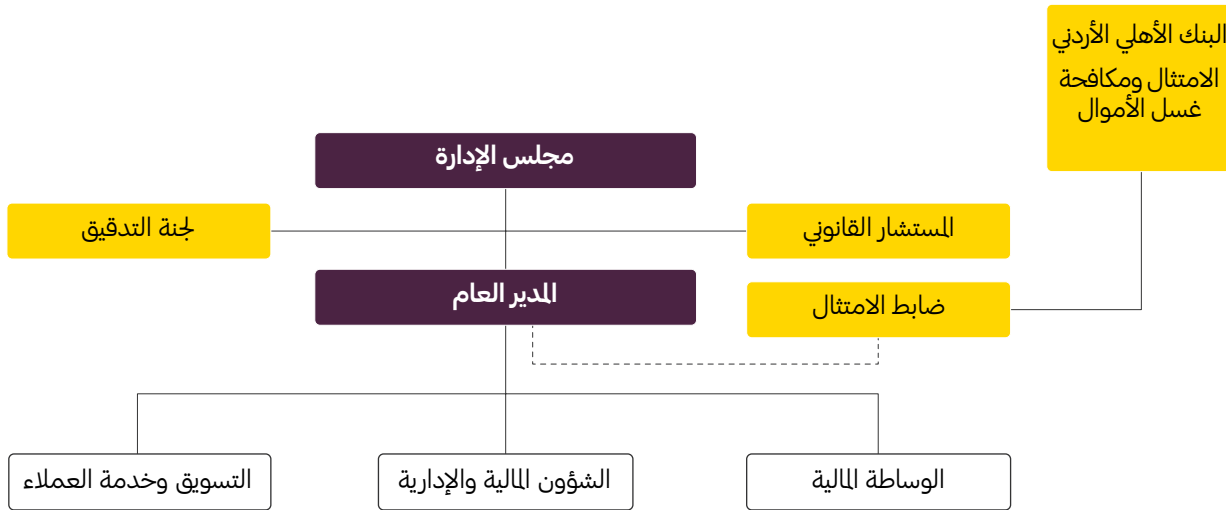 البنك الأهلي الأردني
الامتثال ومكافحة
غسل الأموال
مجلس الإدارة
المستشار القانوني
لجنة التدقيق
المدير العام
ضابط الامتثال
الوساطة المالية
الشؤون المالية والإدارية
التسويق وخدمة العملاء